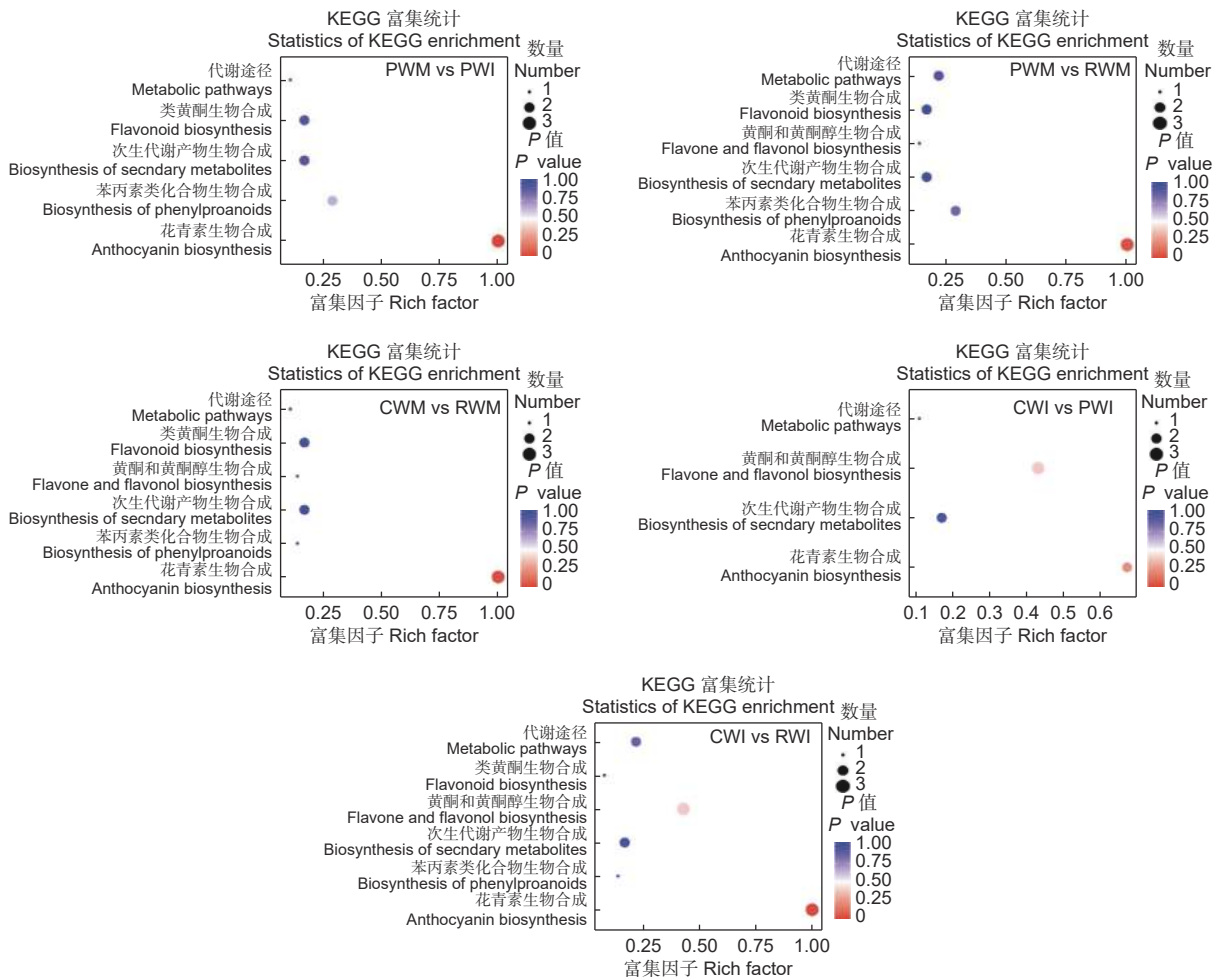 KEGG 富集统计
Statistics of KEGG enrichment
PWM vs PWI
代谢途径
Metabolic pathways
类黄酮生物合成
Flavonoid biosynthesis
次生代谢产物生物合成
Biosynthesis of secndary metabolites
苯丙素类化合物生物合成
Biosynthesis of phenylproanoids
花青素生物合成
Anthocyanin biosynthesis
0.25 0.50 0.75 1.00
富集因子 Rich factor
数量
Number
1
2
3
P 值
P value
1.00
0.75
0.50
0.25
0
KEGG 富集统计
Statistics of KEGG enrichment
PWM vs RWM
代谢途径
Metabolic pathways
类黄酮生物合成
Flavonoid biosynthesis
黄酮和黄酮醇生物合成
Flavone and flavonol biosynthesis
次生代谢产物生物合成
Biosynthesis of secndary metabolites
苯丙素类化合物生物合成
Biosynthesis of phenylproanoids
花青素生物合成
Anthocyanin biosynthesis
0.25 0.50 0.75 1.00
富集因子 Rich factor
数量
Number
1
2
3
P 值
P value
1.00
0.75
0.50
0.25
0
KEGG 富集统计
Statistics of KEGG enrichment
CWM vs RWM
代谢途径
Metabolic pathways
类黄酮生物合成
Flavonoid biosynthesis
黄酮和黄酮醇生物合成
Flavone and flavonol biosynthesis
次生代谢产物生物合成
Biosynthesis of secndary metabolites
苯丙素类化合物生物合成
Biosynthesis of phenylproanoids
花青素生物合成
Anthocyanin biosynthesis
0.25 0.50 0.75 1.00
富集因子 Rich factor
数量
Number
1
2
3
P 值
P value
1.00
0.75
0.50
0.25
0
KEGG 富集统计
Statistics of KEGG enrichment
CWI vs PWI
代谢途径
Metabolic pathways
黄酮和黄酮醇生物合成
Flavone and flavonol biosynthesis
次生代谢产物生物合成
Biosynthesis of secndary metabolites
花青素生物合成
Anthocyanin biosynthesis
0.1 0.2 0.3 0.4 0.5 0.6
富集因子 Rich factor
数量
Number
1
2
3
P 值
P value
1.00
0.75
0.50
0.25
0
KEGG 富集统计
Statistics of KEGG enrichment
CWI vs RWI
代谢途径
Metabolic pathways
类黄酮生物合成
Flavonoid biosynthesis
黄酮和黄酮醇生物合成
Flavone and flavonol biosynthesis
次生代谢产物生物合成
Biosynthesis of secndary metabolites
苯丙素类化合物生物合成
Biosynthesis of phenylproanoids
花青素生物合成
Anthocyanin biosynthesis
0.25 0.50 0.75 1.00
富集因子 Rich factor
数量
Number
1
2
3
P 值
P value
1.00
0.75
0.50
0.25
0